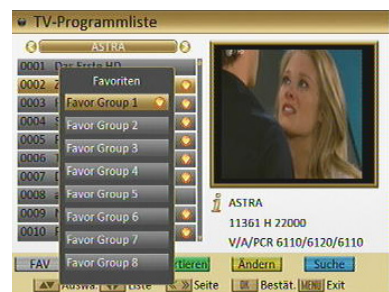 TV-Programmliste
ASTRA
0001 Das Erste HD
0002 Z
0003
0004 S
0005
0006
0007
0008
0009
0010
Favoriten
Favor Group 1
Favor Group 2
Favor Group 3
Favor Group 4
Favor Group 5
Favor Group 6
Favor Group 7
Favor Group 8
ASTRA
11361 H 22000
V/A/PCR 6110/6120/6110
FAV tieren Ändern Suche
Auswa. Liste Seite OK Bestät. MENU Exit